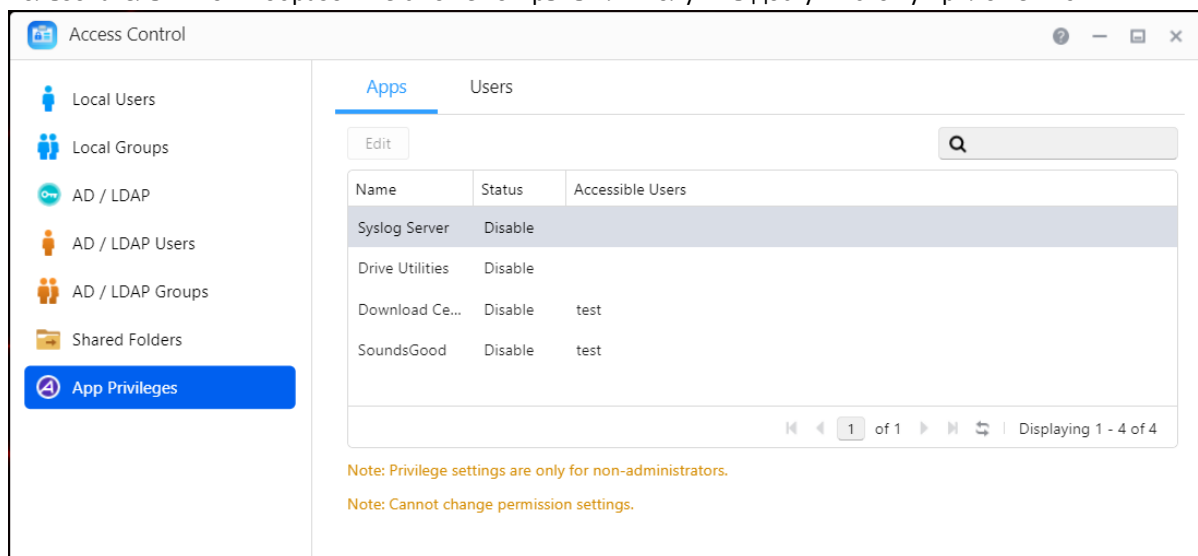 Access Control
Local Users
Local Groups
AD / LDAP
AD / LDAP Users
AD / LDAP Groups
Shared Folders
App Privileges
Apps Users
Edit
Name Status Accessible Users
Syslog Server Disable
Drive Utilities Disable
Download Ce... Disable test
SoundsGood Disable test
1 of 1 Displaying 1 - 4 of 4
Note: Privilege settings are only for non-administrators.
Note: Cannot change permission settings.